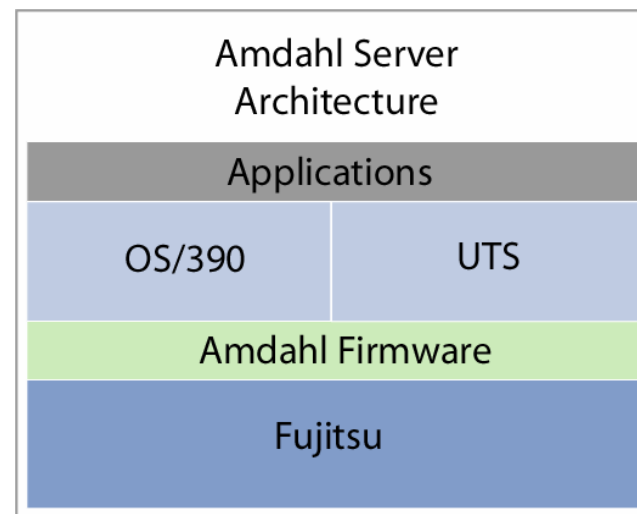 Amdahl Server
Architecture
Applications
OS/390
UTS
Amdahl Firmware
Fujitsu